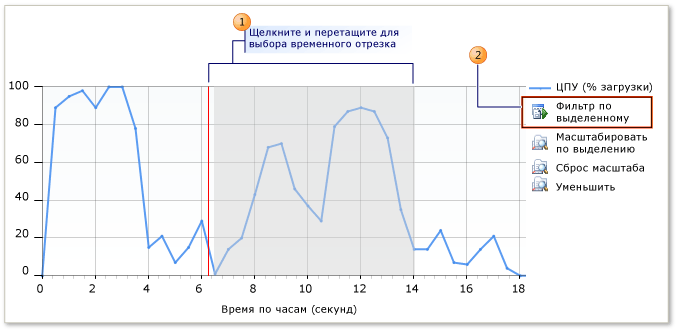 1
Щелкните и перетащите для
выбора временного отрезка
2
ЦПУ (% загрузки)
Фильтр по
выделенному
Масштабировать
по выделению
Сброс масштаба
Уменьшить
100
80
60
40
20
0
0 2 4 6 8 10 12 14 16 18
Время по часам (секунд)